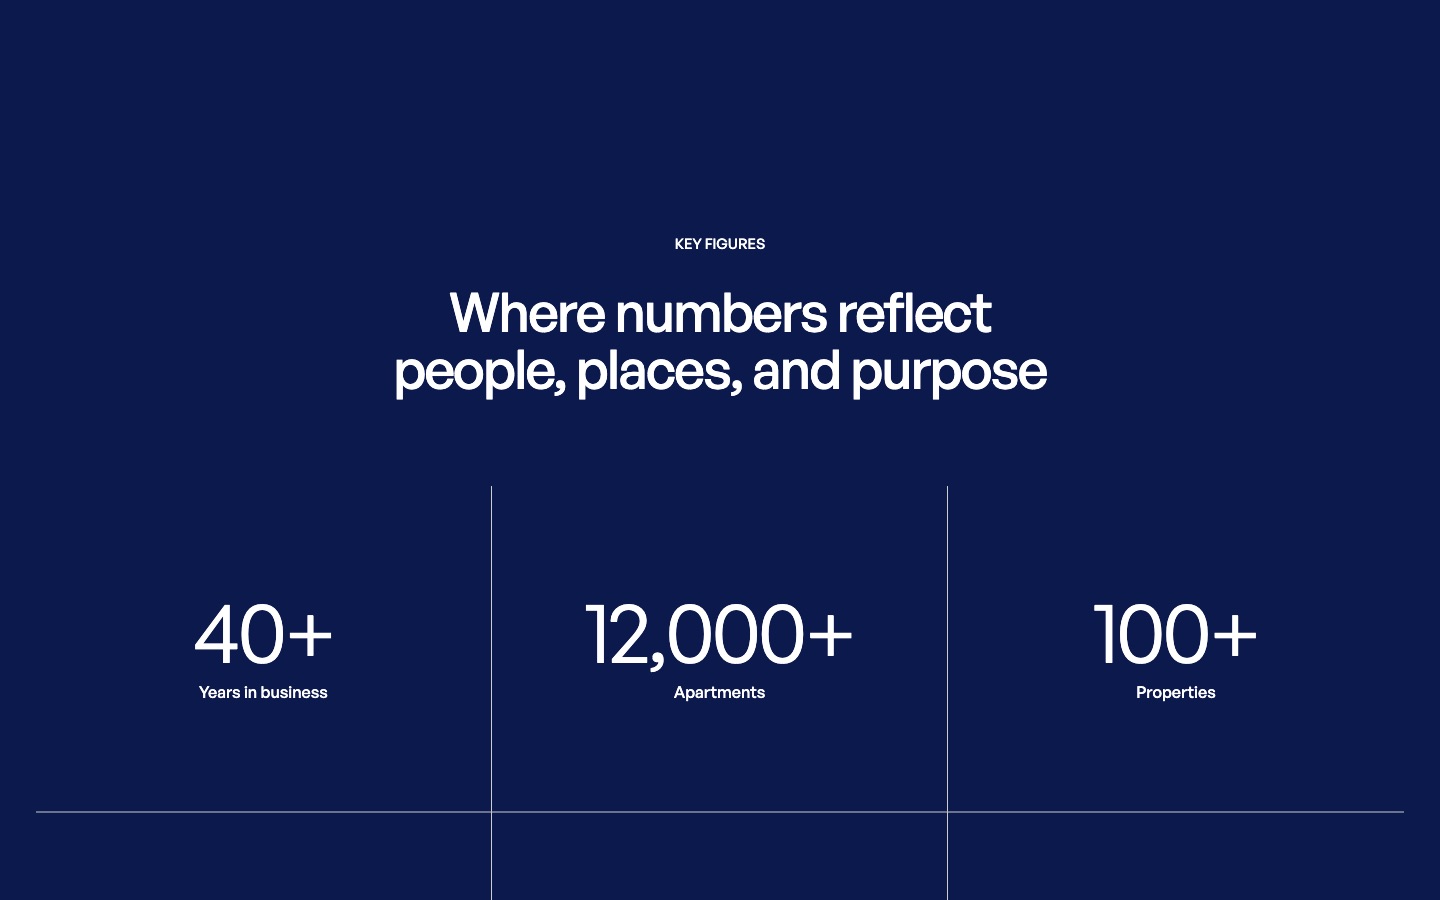 KEY FIGURES
Where numbers reflect
people, places, and purpose
40+
Years in business
12,000+
Apartments
100+
Properties